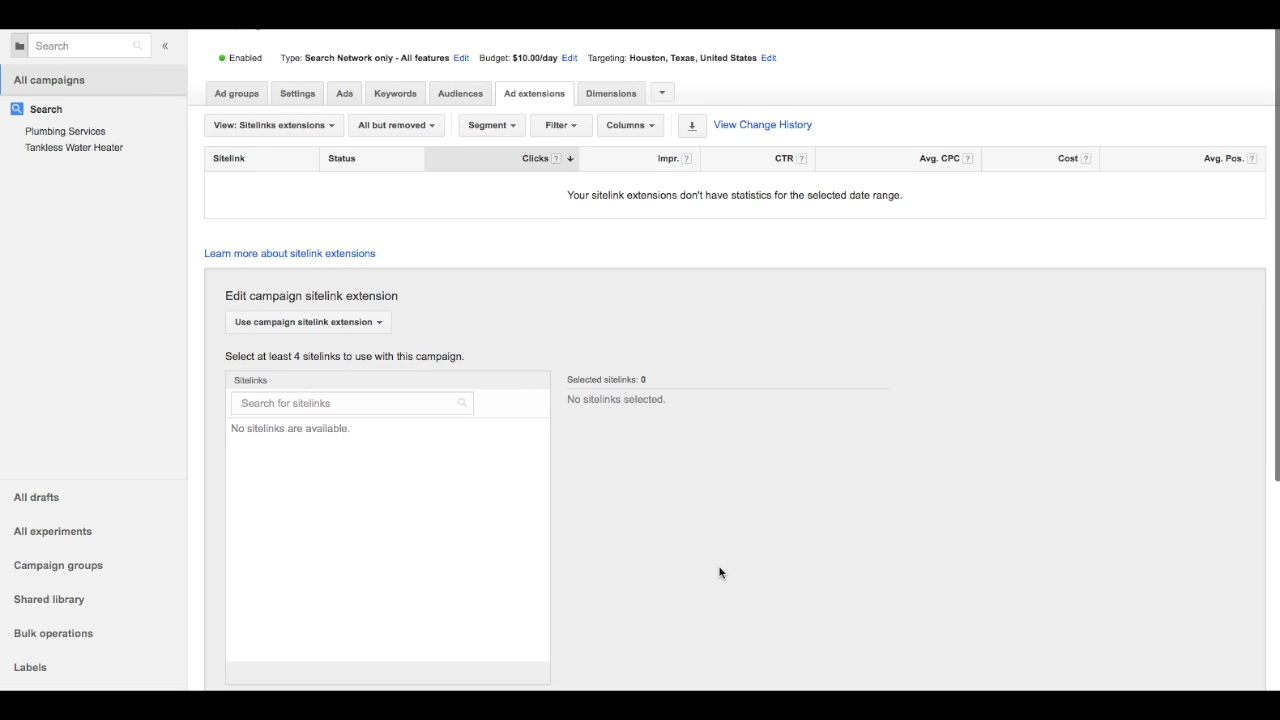 Search
«
Enabled Type: Search Network only - All features Edit Budget: $10.00/day Edit Targeting: Houston, Texas, United States Edit
All campaigns
Ad groups Settings Ads Keywords Audiences Ad extensions Dimensions
Search
Plumbing Services
Tankless Water Heater
View: Sitelinks extensions All but removed Segment Filter Columns View Change History
Sitelink Status Clicks ? Impr. ? CTR ? Avg. CPC ? Cost ? Avg. Pos. ?
Your sitelink extensions don't have statistics for the selected date range.
Learn more about sitelink extensions
Edit campaign sitelink extension
Use campaign sitelink extension
Select at least 4 sitelinks to use with this campaign.
Sitelinks
Search for sitelinks
No sitelinks are available.
Selected sitelinks: 0
No sitelinks selected.
All drafts
All experiments
Campaign groups
Shared library
Bulk operations
Labels